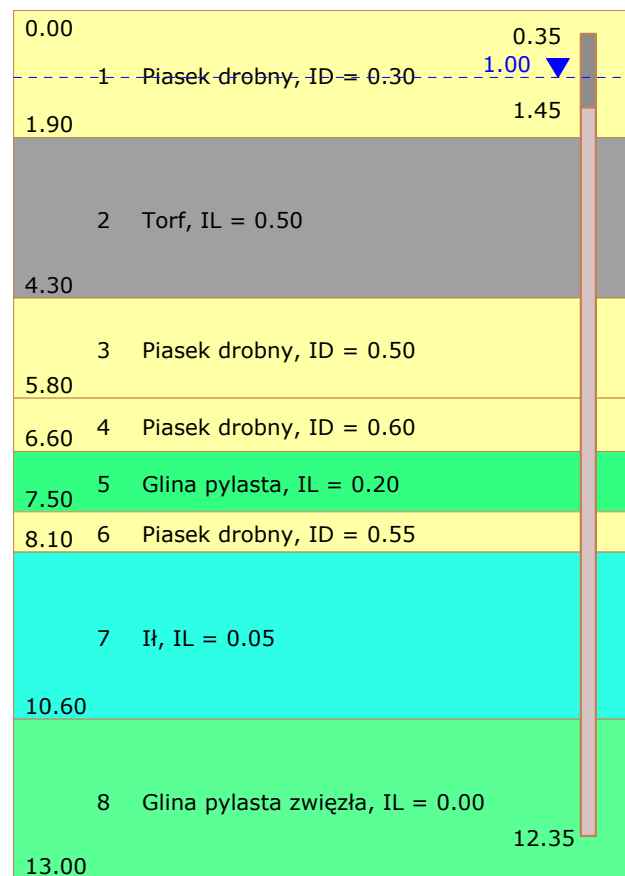 0.00
0.35
1.00
1 Piasek drobny, ID = 0.30
1.45
1.90
2 Torf, IL = 0.50
4.30
3 Piasek drobny, ID = 0.50
5.80
4 Piasek drobny, ID = 0.60
6.60
5 Glina pylasta, IL = 0.20
7.50
6 Piasek drobny, ID = 0.55
8.10
7 Ił, IL = 0.05
10.60
8 Glina pylasta zwięzła, IL = 0.00
12.35
13.00